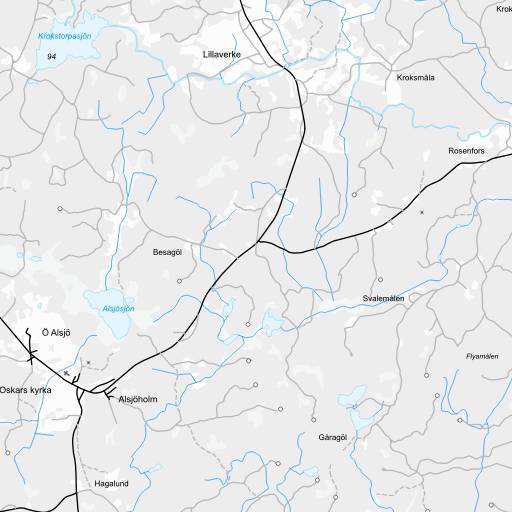 Krok
Krokstorpasjön
94
Lillaverke
Kroksmåla
Rosenfors
Besagöl
Svalemålen
Alsjösjön
Ö Alsjö
Flyamålen
Oskars kyrka
Alsjöholm
Gåragöl
Hagalund